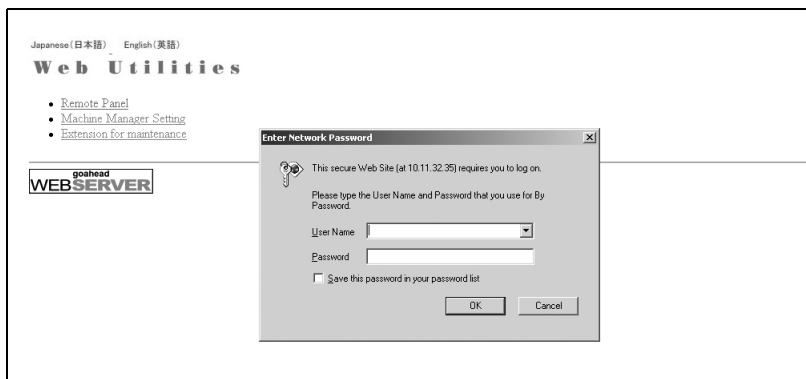 Japanese(日本語) English(英語)
Web Utilities
Remote Panel
Machine Manager Setting
Extension for maintenance
goahead
WEBSERVER
Enter Network Password
This secure Web Site (at 10.11.32.35) requires you to log on.
Please type the User Name and Password that you use for By
Password.
User Name
Password
Save this password in your password list
OK Cancel